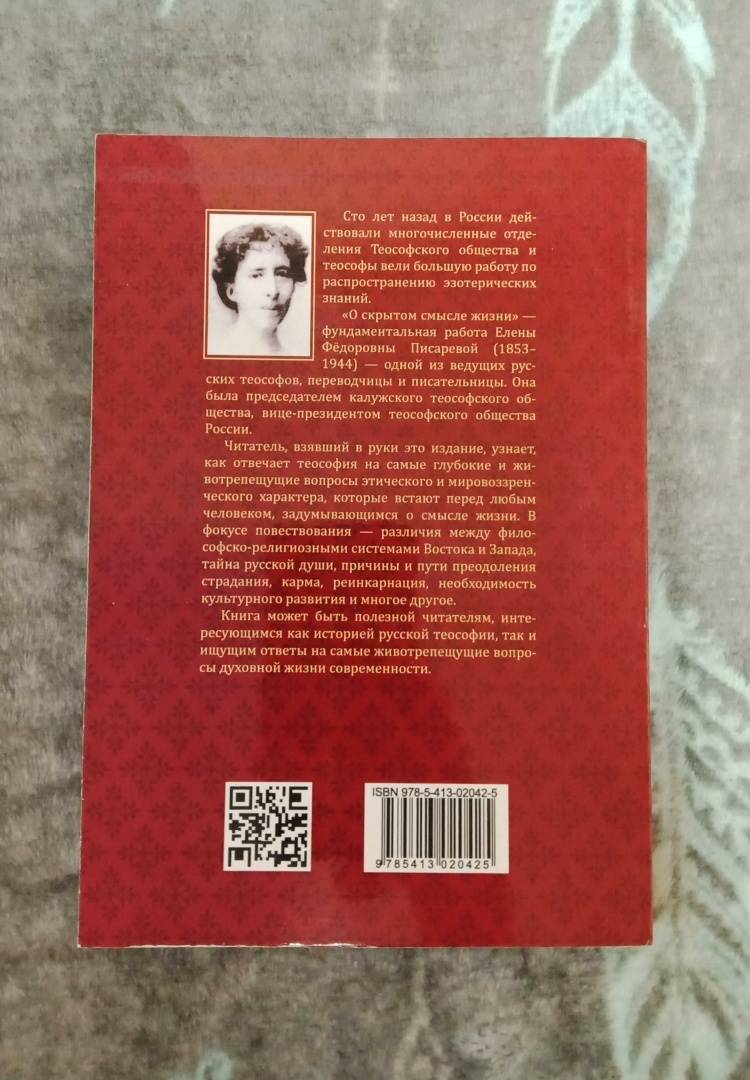 Сто лет назад в России дей-
ствовали многочисленные отде-
ления Теософского общества и
теософы вели большую работу по
распространению эзотерических
знаний.
«О скрытом смысле жизни» —
фундаментальная работа Елены
Фёдоровны Писаревой (1853–
1944) — одной из ведущих рус-
ских теософов, переводчицы и писательницы. Она
была председателем калужского теософского об-
щества, вице-президентом теософского общества
России.
Читатель, взявший в руки это издание, узнает,
как отвечает теософия на самые глубокие и жи-
вотрепещущие вопросы этического и мировоззрен-
ческого характера, которые встают перед любым
человеком, задумывающимся о смысле жизни. В
фокусе повествования — различия между фило-
софско-религиозными системами Востока и Запада,
тайна русской души, причины и пути преодоления
страдания, карма, реинкарнация, необходимость
культурного развития и многое другое.
Книга может быть полезной читателям, инте-
ресующимся как историей русской теософии, так и
ищущим ответы на самые животрепещущие вопро-
сы духовной жизни современности.
ISBN 978-5-413-02042-5
9785413020425